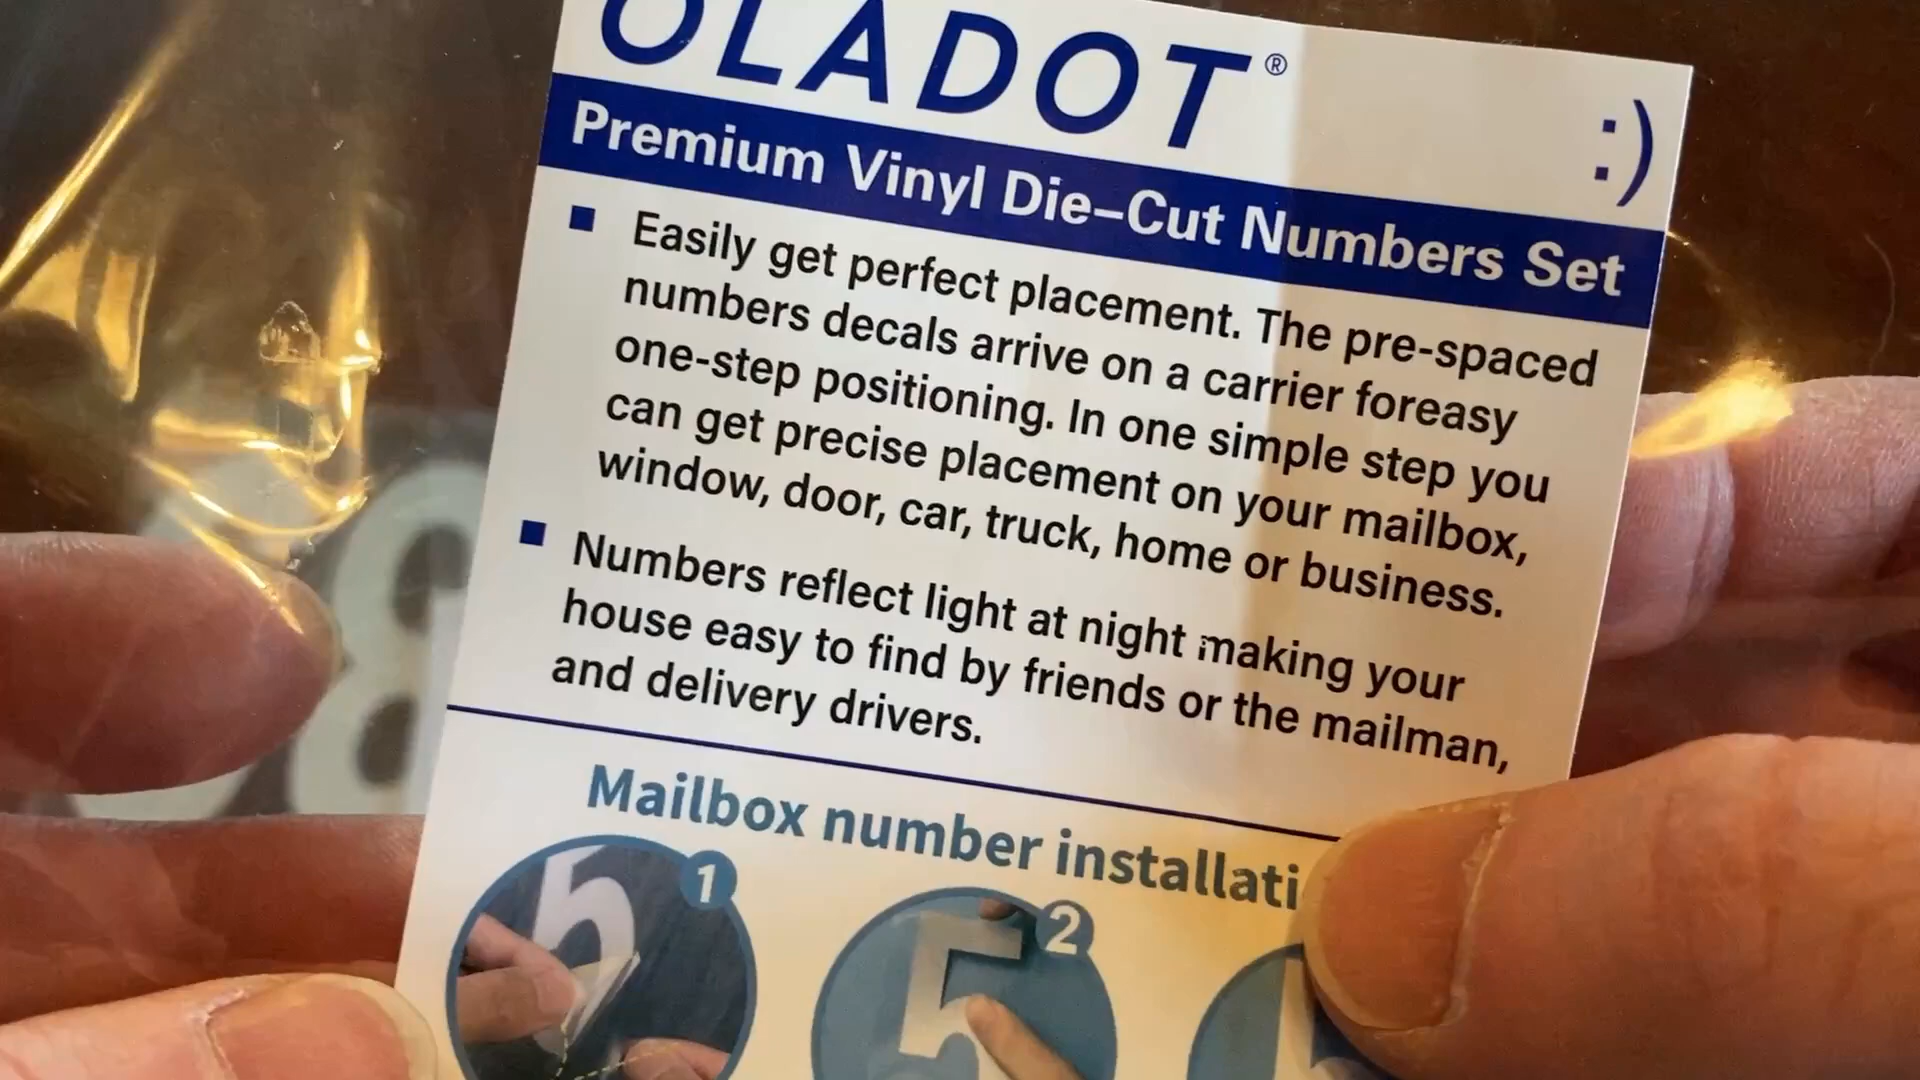 OLADOT®
:)
Premium Vinyl Die-Cut Numbers Set
■ Easily get perfect placement. The pre-spaced
numbers decals arrive on a carrier foreasy
one-step positioning. In one simple step you
can get precise placement on your mailbox,
window, door, car, truck, home or business.
■ Numbers reflect light at night making your
house easy to find by friends or the mailman,
and delivery drivers.
Mailbox number installati
1
2
5
5
8